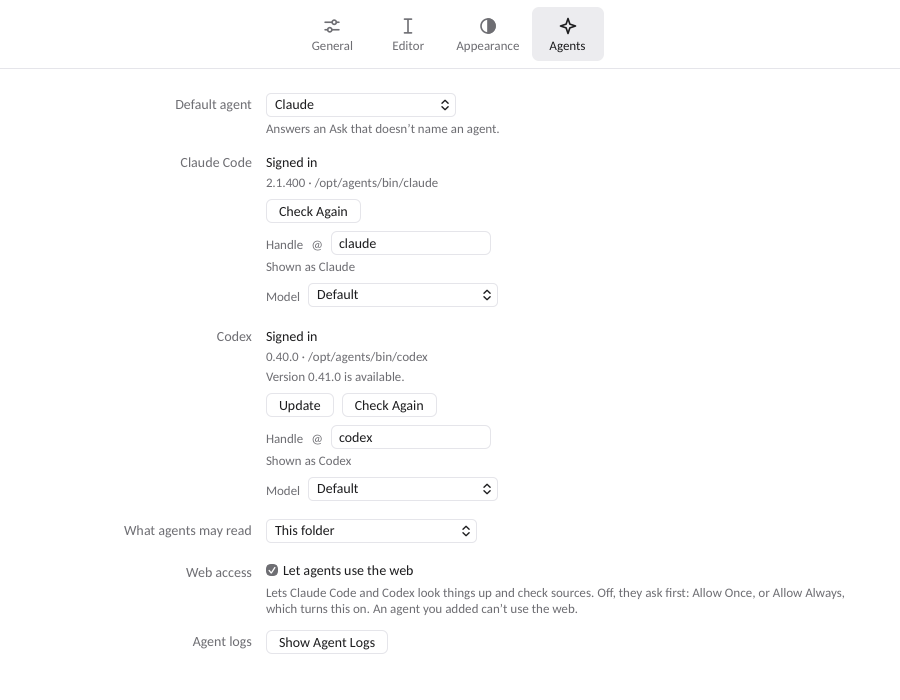 General
Editor
Appearance
Agents
Default agent
Claude
Answers an Ask that doesn’t name an agent.
Claude Code
Signed in
2.1.400 · /opt/agents/bin/claude
Check Again
Handle @ claude
Shown as Claude
Model Default
Codex
Signed in
0.40.0 · /opt/agents/bin/codex
Version 0.41.0 is available.
Update Check Again
Handle @ codex
Shown as Codex
Model Default
What agents may read This folder
Web access Let agents use the web
Lets Claude Code and Codex look things up and check sources. Off, they ask first: Allow Once, or Allow Always,
which turns this on. An agent you added can’t use the web.
Agent logs Show Agent Logs